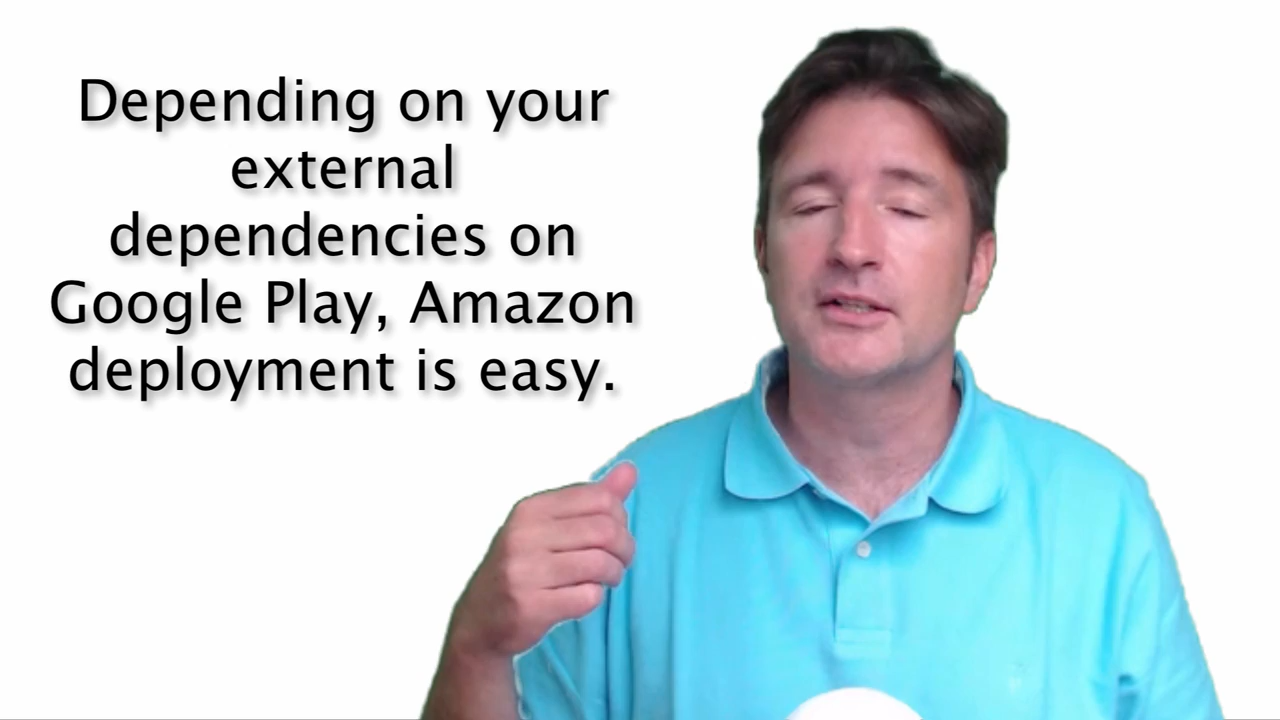 Depending on your
external
dependencies on
Google Play, Amazon
deployment is easy.